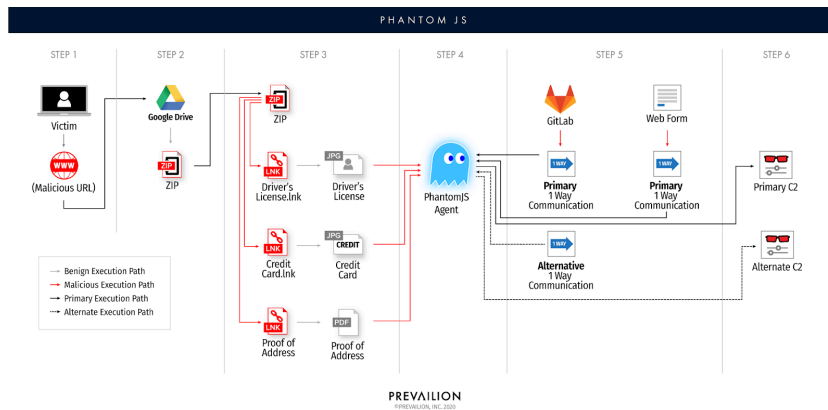 PHANTOM JS
STEP 1
STEP 2
STEP 3
STEP 4
STEP 5
STEP 6
Victim
WWW
(Malicious URL)
Google Drive
ZIP
ZIP
ZIP
ZIP
LNK
Driver's
License.lnk
JPG
Driver's
License
LNK
Credit
Card.lnk
JPG
CREDIT
Credit
Card
LNK
Proof of
Address
PDF
Proof of
Address
PhantomJS
Agent
GitLab
Web Form
1 WAY
Primary
1 Way
Communication
1 WAY
Primary
1 Way
Communication
1 WAY
Alternative
1 Way
Communication
Primary C2
Alternate C2
Benign Execution Path
Malicious Execution Path
Primary Execution Path
Alternate Execution Path
PREVAILION
©PREVAILION, INC. 2020